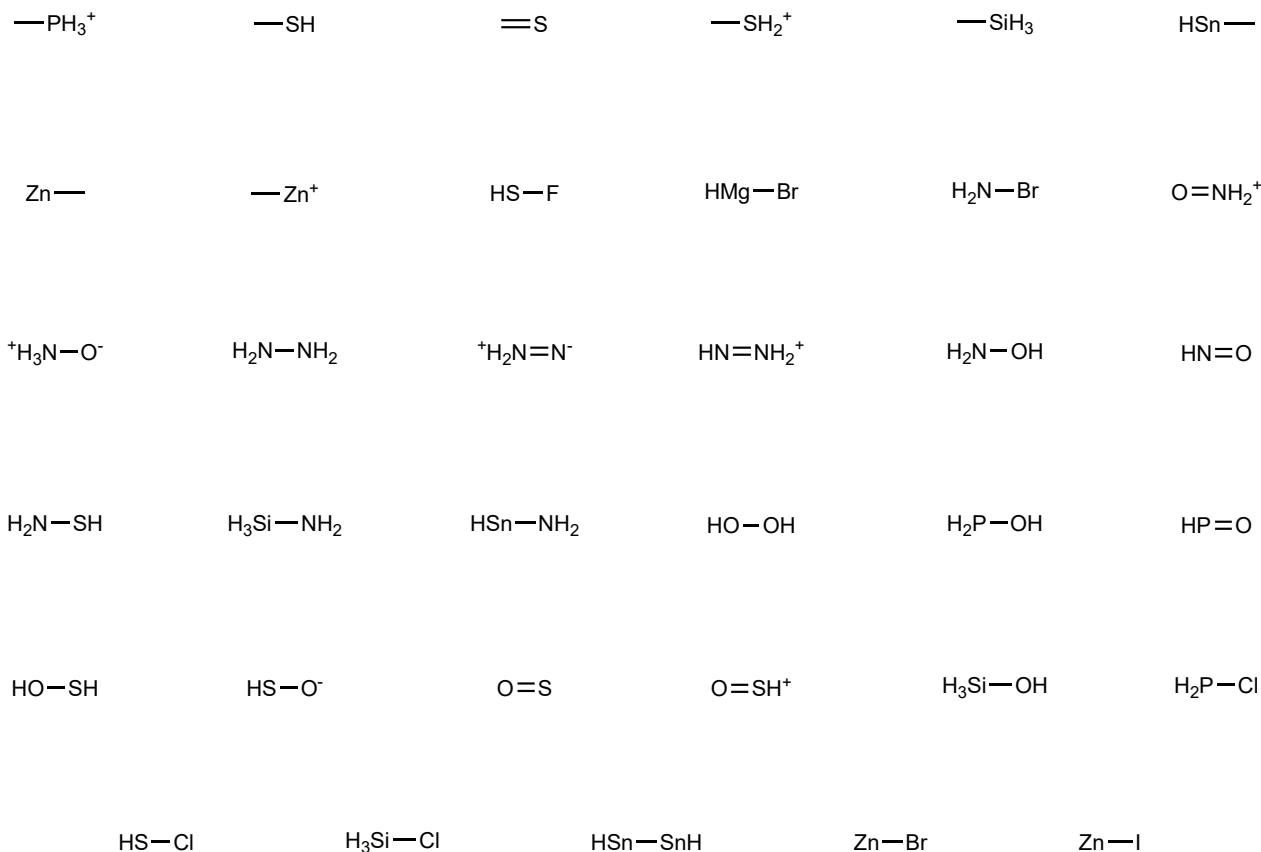 —PH₃⁺ —SH =S —SH₂⁺ —SiH₃ HSn—
Zn— —Zn⁺ HS—F HMg—Br H₂N—Br O=NH₂⁺
⁺H₃N—O⁻ H₂N—NH₂ ⁺H₂N=N⁻ HN=NH₂⁺ H₂N—OH HN=O
H₂N—SH H₃Si—NH₂ HSn—NH₂ HO—OH H₂P—OH HP=O
HO—SH HS—O⁻ O=S O=SH⁺ H₃Si—OH H₂P—Cl
HS—Cl H₃Si—Cl HSn—SnH Zn—Br Zn—I